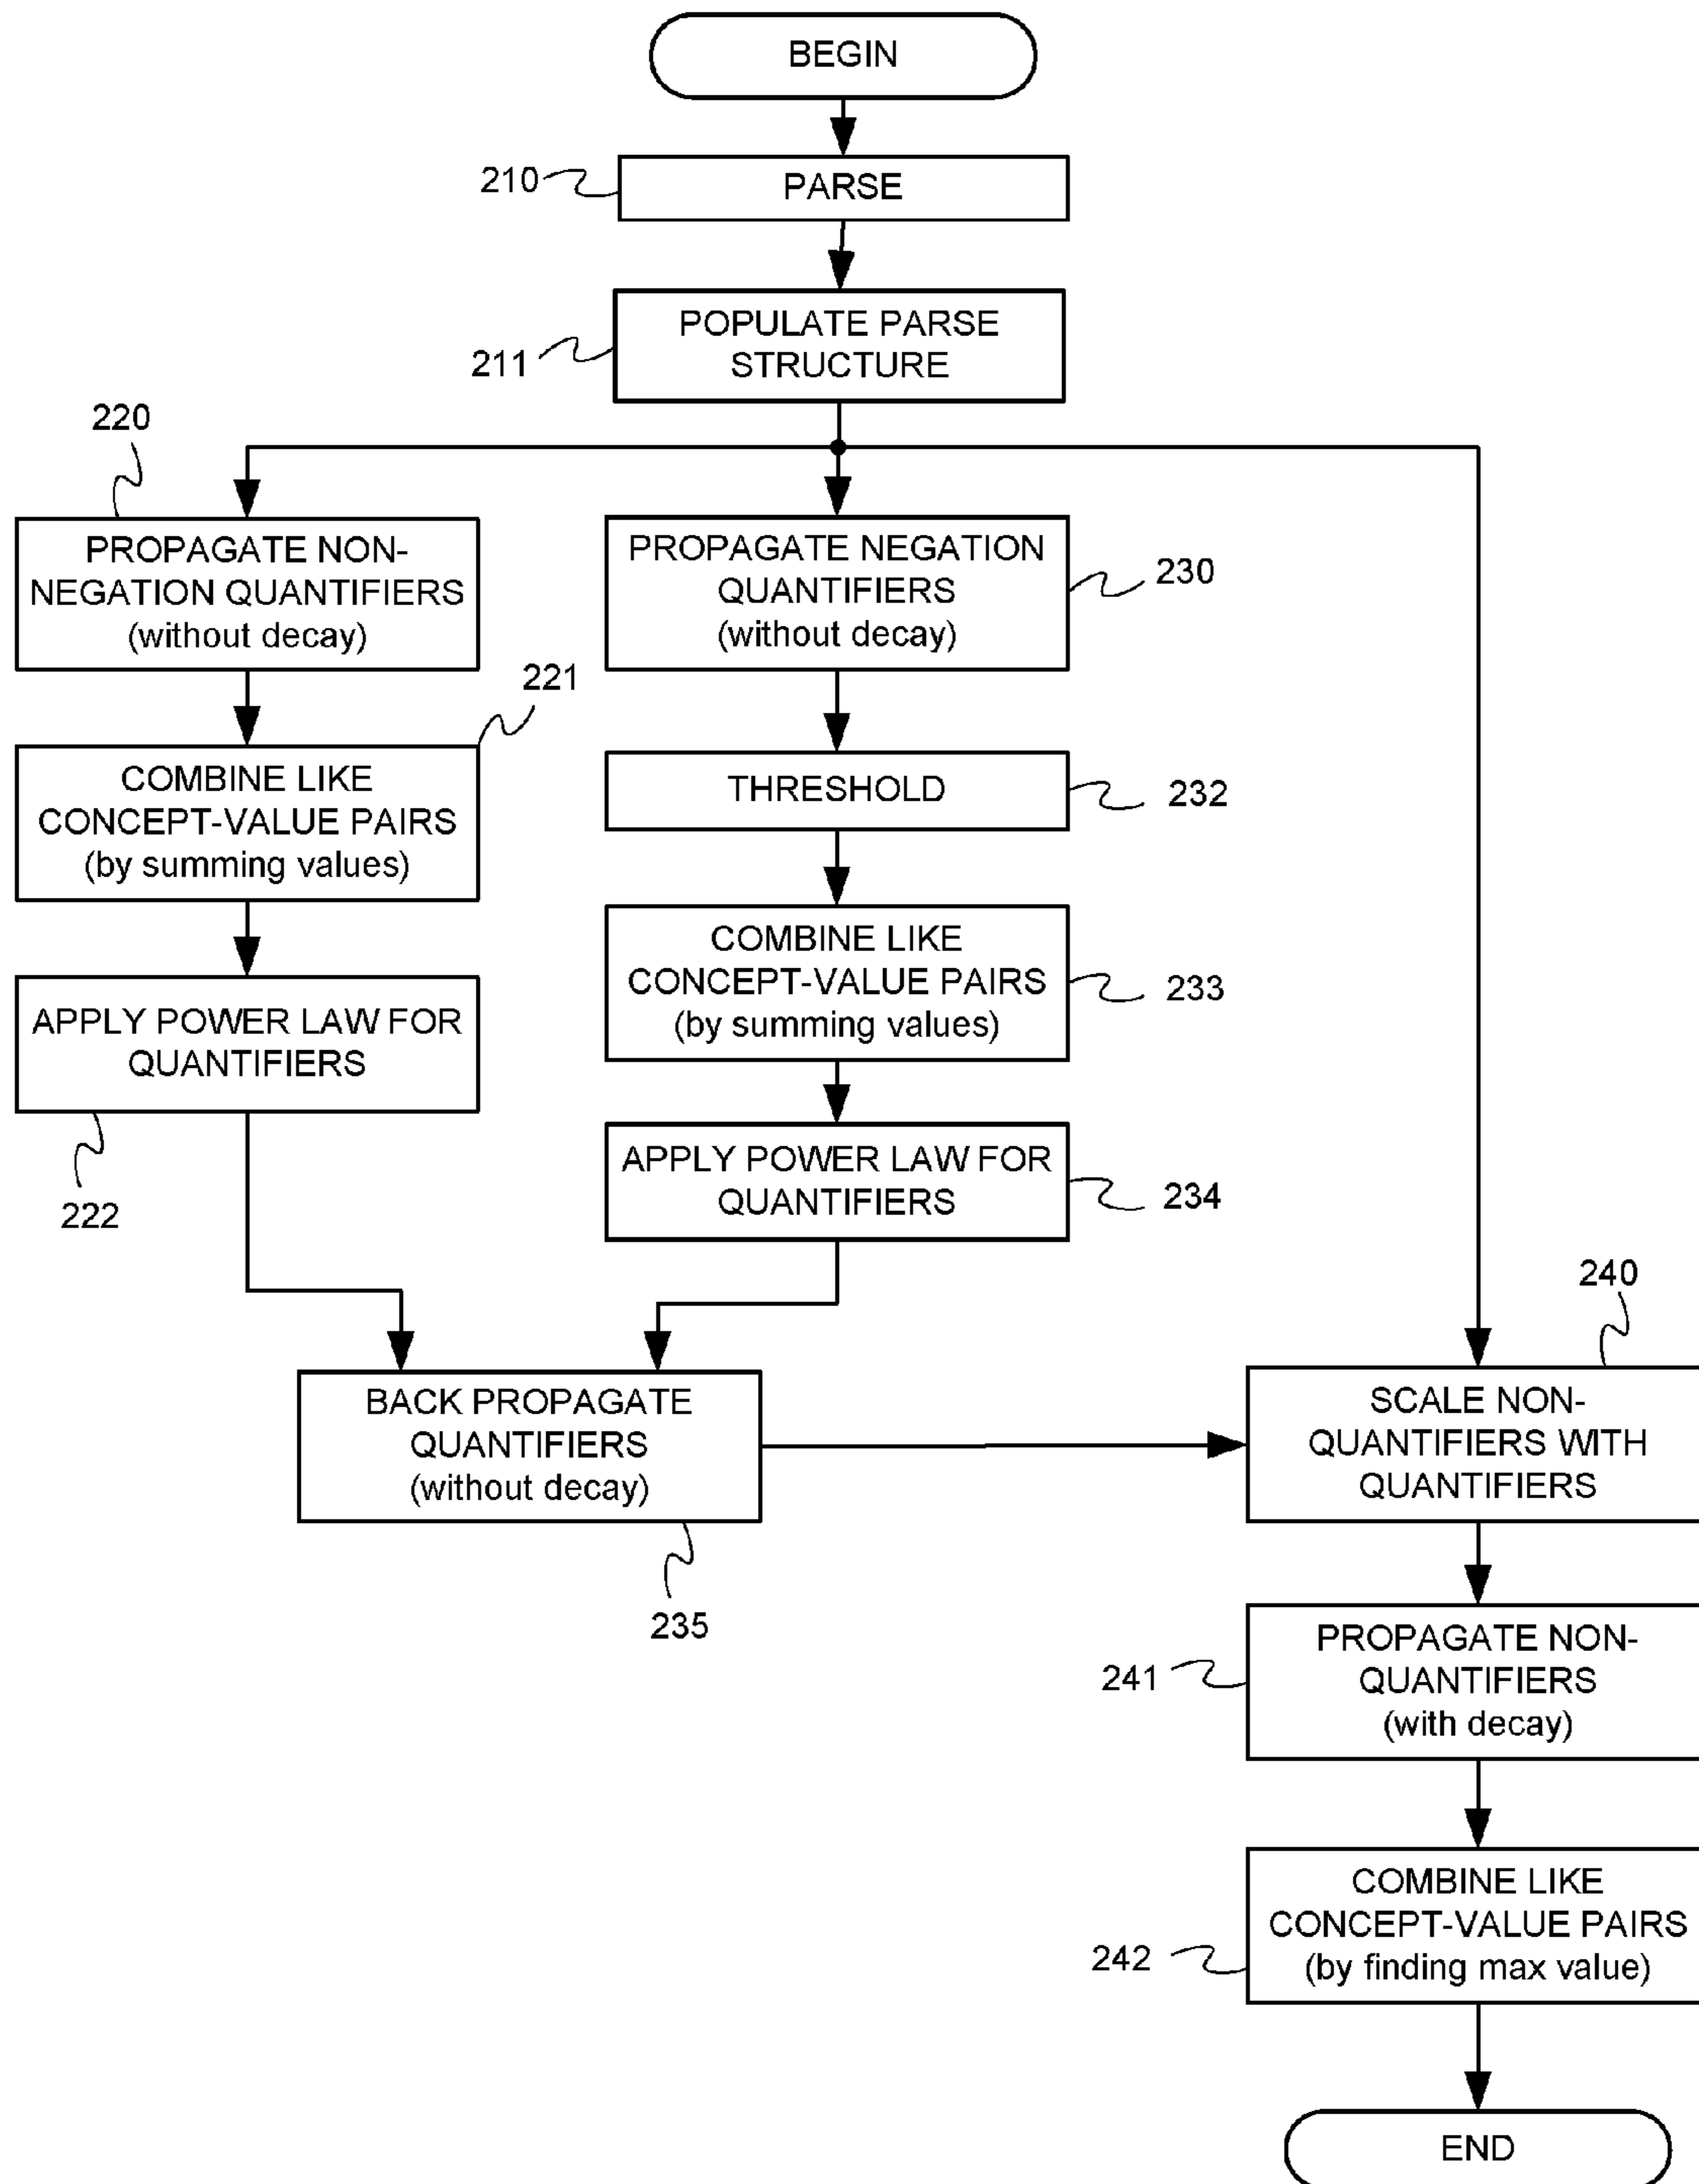 BEGIN
210
PARSE
211
POPULATE PARSE
STRUCTURE
220
PROPAGATE NON-
NEGATION QUANTIFIERS
(without decay)
PROPAGATE NEGATION
QUANTIFIERS
(without decay)
230
221
COMBINE LIKE
CONCEPT-VALUE PAIRS
(by summing values)
THRESHOLD
232
COMBINE LIKE
CONCEPT-VALUE PAIRS
(by summing values)
233
APPLY POWER LAW FOR
QUANTIFIERS
222
APPLY POWER LAW FOR
QUANTIFIERS
234
BACK PROPAGATE
QUANTIFIERS
(without decay)
235
240
SCALE NON-
QUANTIFIERS WITH
QUANTIFIERS
241
PROPAGATE NON-
QUANTIFIERS
(with decay)
242
COMBINE LIKE
CONCEPT-VALUE PAIRS
(by finding max value)
END